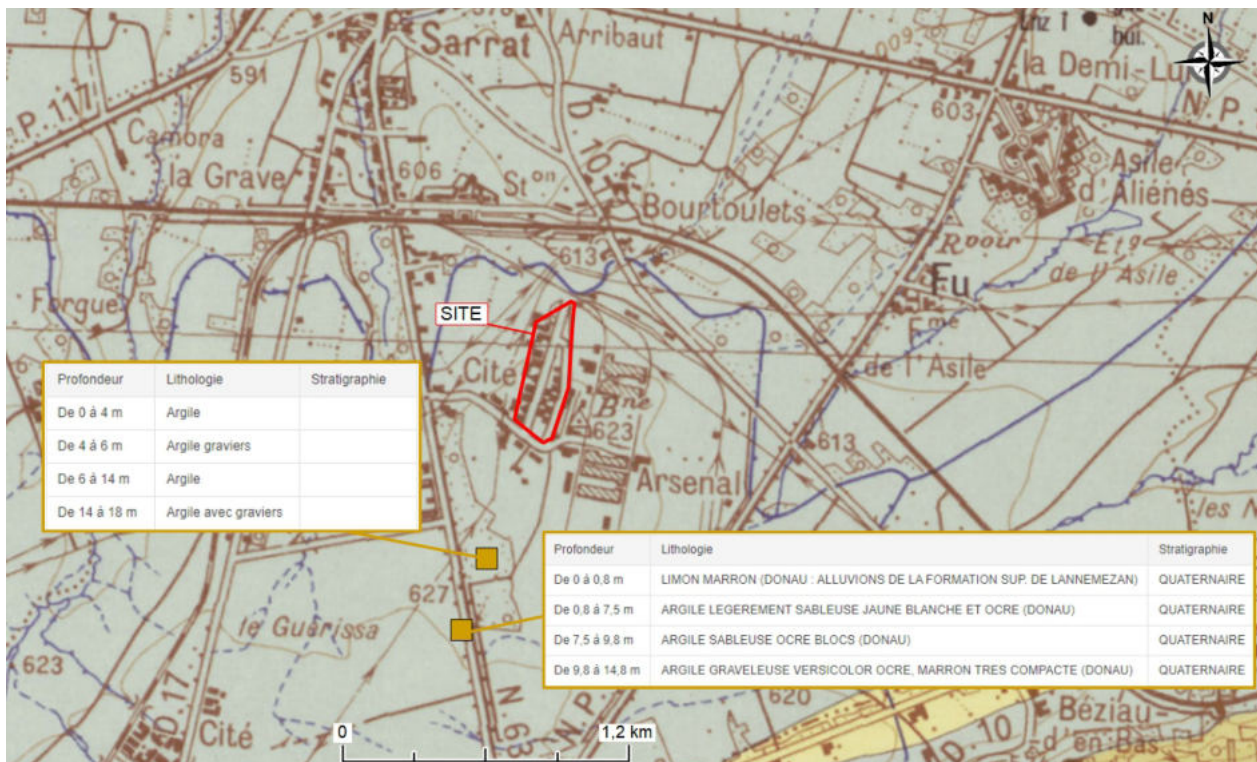 Sarrat
Arribaut
hui.
N
591
009
la Demi-Lu
P. 117
603
N. P.
Camora
la Grave
606
St⁰ⁿ
D
10
Asile
d'Aliénés
Bourtoulets
Rᵛᵒⁱʳ
Etᵍ
de l'Asile
613
Fu
Forgue
SITE
Fᵐᵉ
de l'Asile
Cité
Bⁿᵉ
623
613
Arsenal
les N
Profondeur Lithologie Stratigraphie
De 0 à 4 m Argile
De 4 à 6 m Argile graviers
De 6 à 14 m Argile
De 14 à 18 m Argile avec graviers
Profondeur Lithologie Stratigraphie
De 0 à 0,8 m LIMON MARRON (DONAU : ALLUVIONS DE LA FORMATION SUP. DE LANNEMEZAN) QUATERNAIRE
De 0,8 à 7,5 m ARGILE LEGEREMENT SABLEUSE JAUNE BLANCHE ET OCRE (DONAU) QUATERNAIRE
De 7,5 à 9,8 m ARGILE SABLEUSE OCRE BLOCS (DONAU) QUATERNAIRE
De 9,8 à 14,8 m ARGILE GRAVELEUSE VERSICOLOR OCRE, MARRON TRES COMPACTE (DONAU) QUATERNAIRE
627
le Guérissa
623
D.17
Cité
N 63
N.P.
620
D. 10
Béziau-
d'en Bas
0 1,2 km